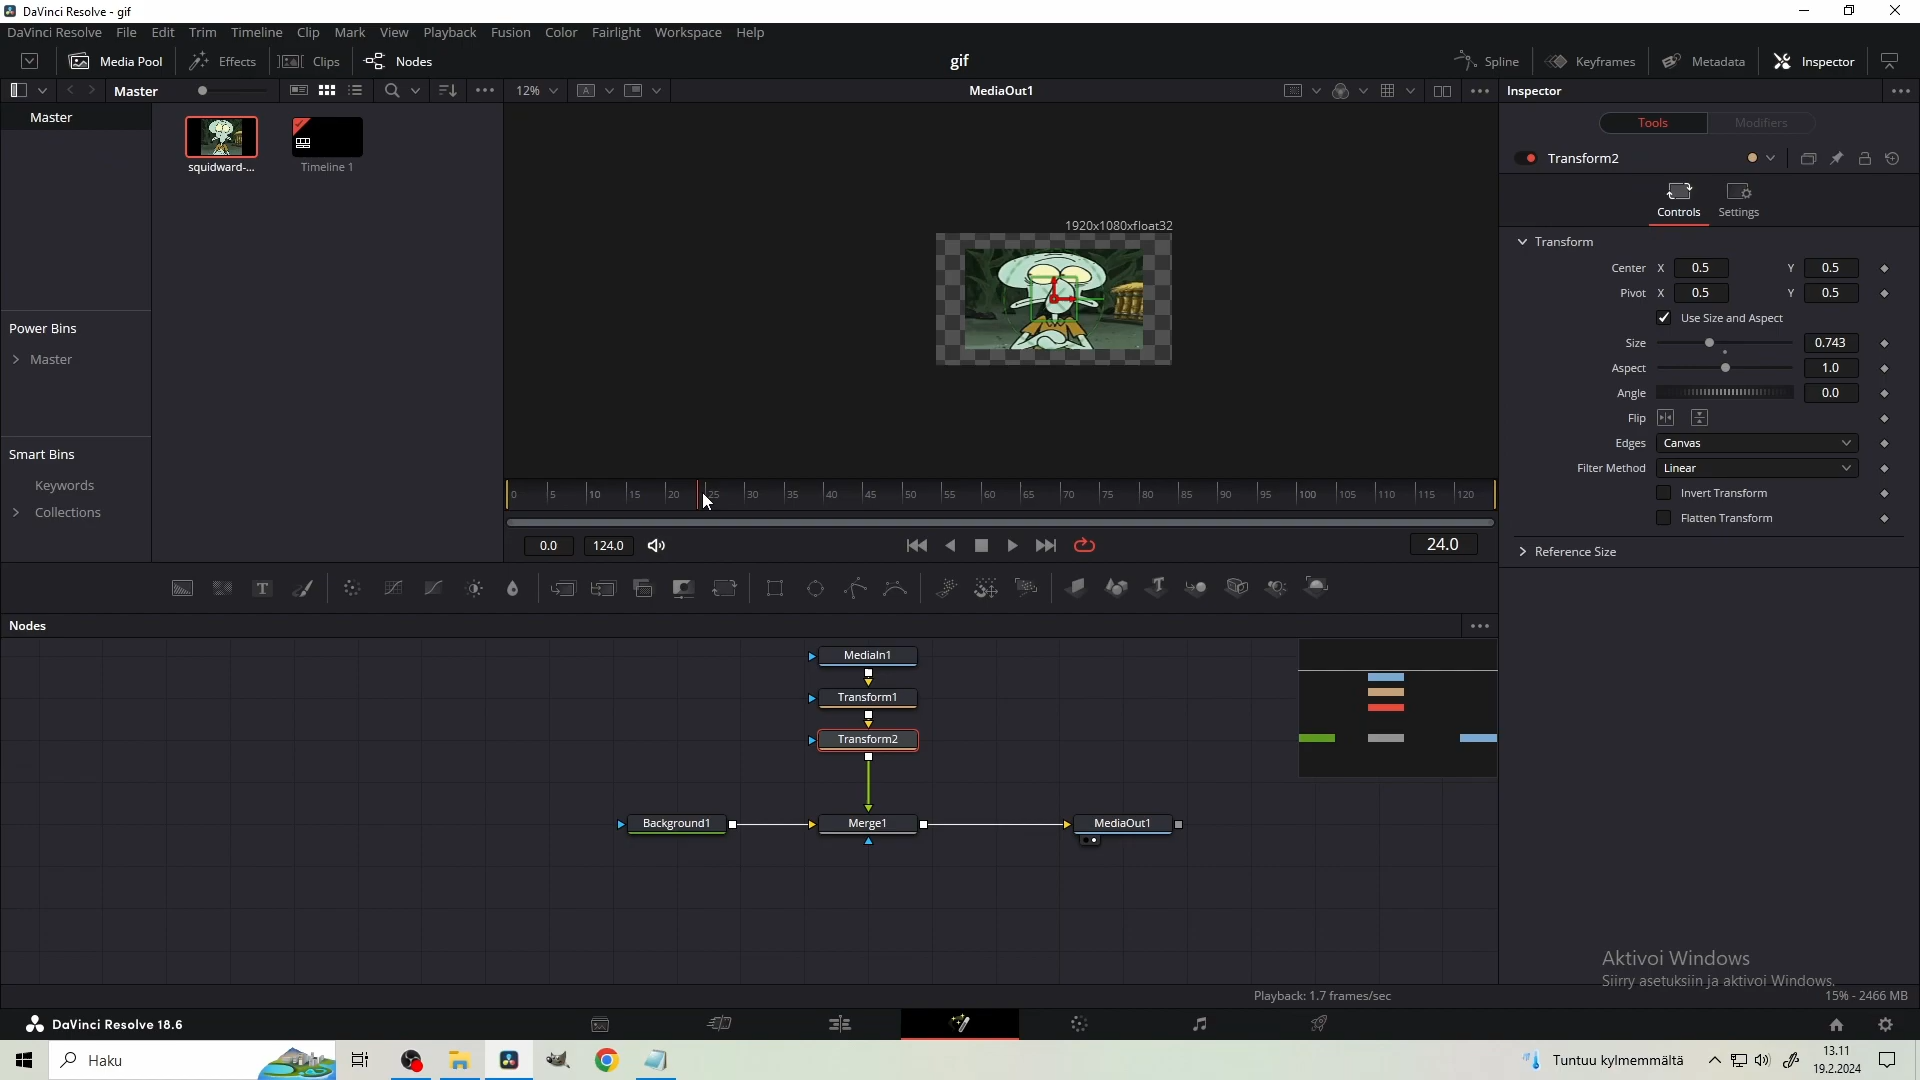 DaVinci Resolve - gif
DaVinci Resolve File Edit Trim Timeline Clip Mark View Playback Fusion Color Fairlight Workspace Help
Media Pool Effects Clips Nodes gif Spline Keyframes Metadata Inspector
Master 12% A MediaOut1 Inspector
Master
squidward-...
Timeline 1
Power Bins
Master
Smart Bins
Keywords
Collections
1920x1080xfloat32
0 5 10 15 20 25 30 35 40 45 50 55 60 65 70 75 80 85 90 95 100 105 110 115 120
0.0 124.0 24.0
Tools Modifiers
Transform2
Controls Settings
Transform
Center X 0.5 Y 0.5
Pivot X 0.5 Y 0.5
Use Size and Aspect
Size 0.743
Aspect 1.0
Angle 0.0
Flip
Edges Canvas
Filter Method Linear
Invert Transform
Flatten Transform
Reference Size
T T
Nodes
MediaIn1
Transform1
Transform2
Background1 Merge1 MediaOut1
Aktivoi Windows
Siirry asetuksiin ja aktivoi Windows.
Playback: 1.7 frames/sec 15% - 2466 MB
DaVinci Resolve 18.6
Haku Tuntuu kylmemmältä 13.11
19.2.2024